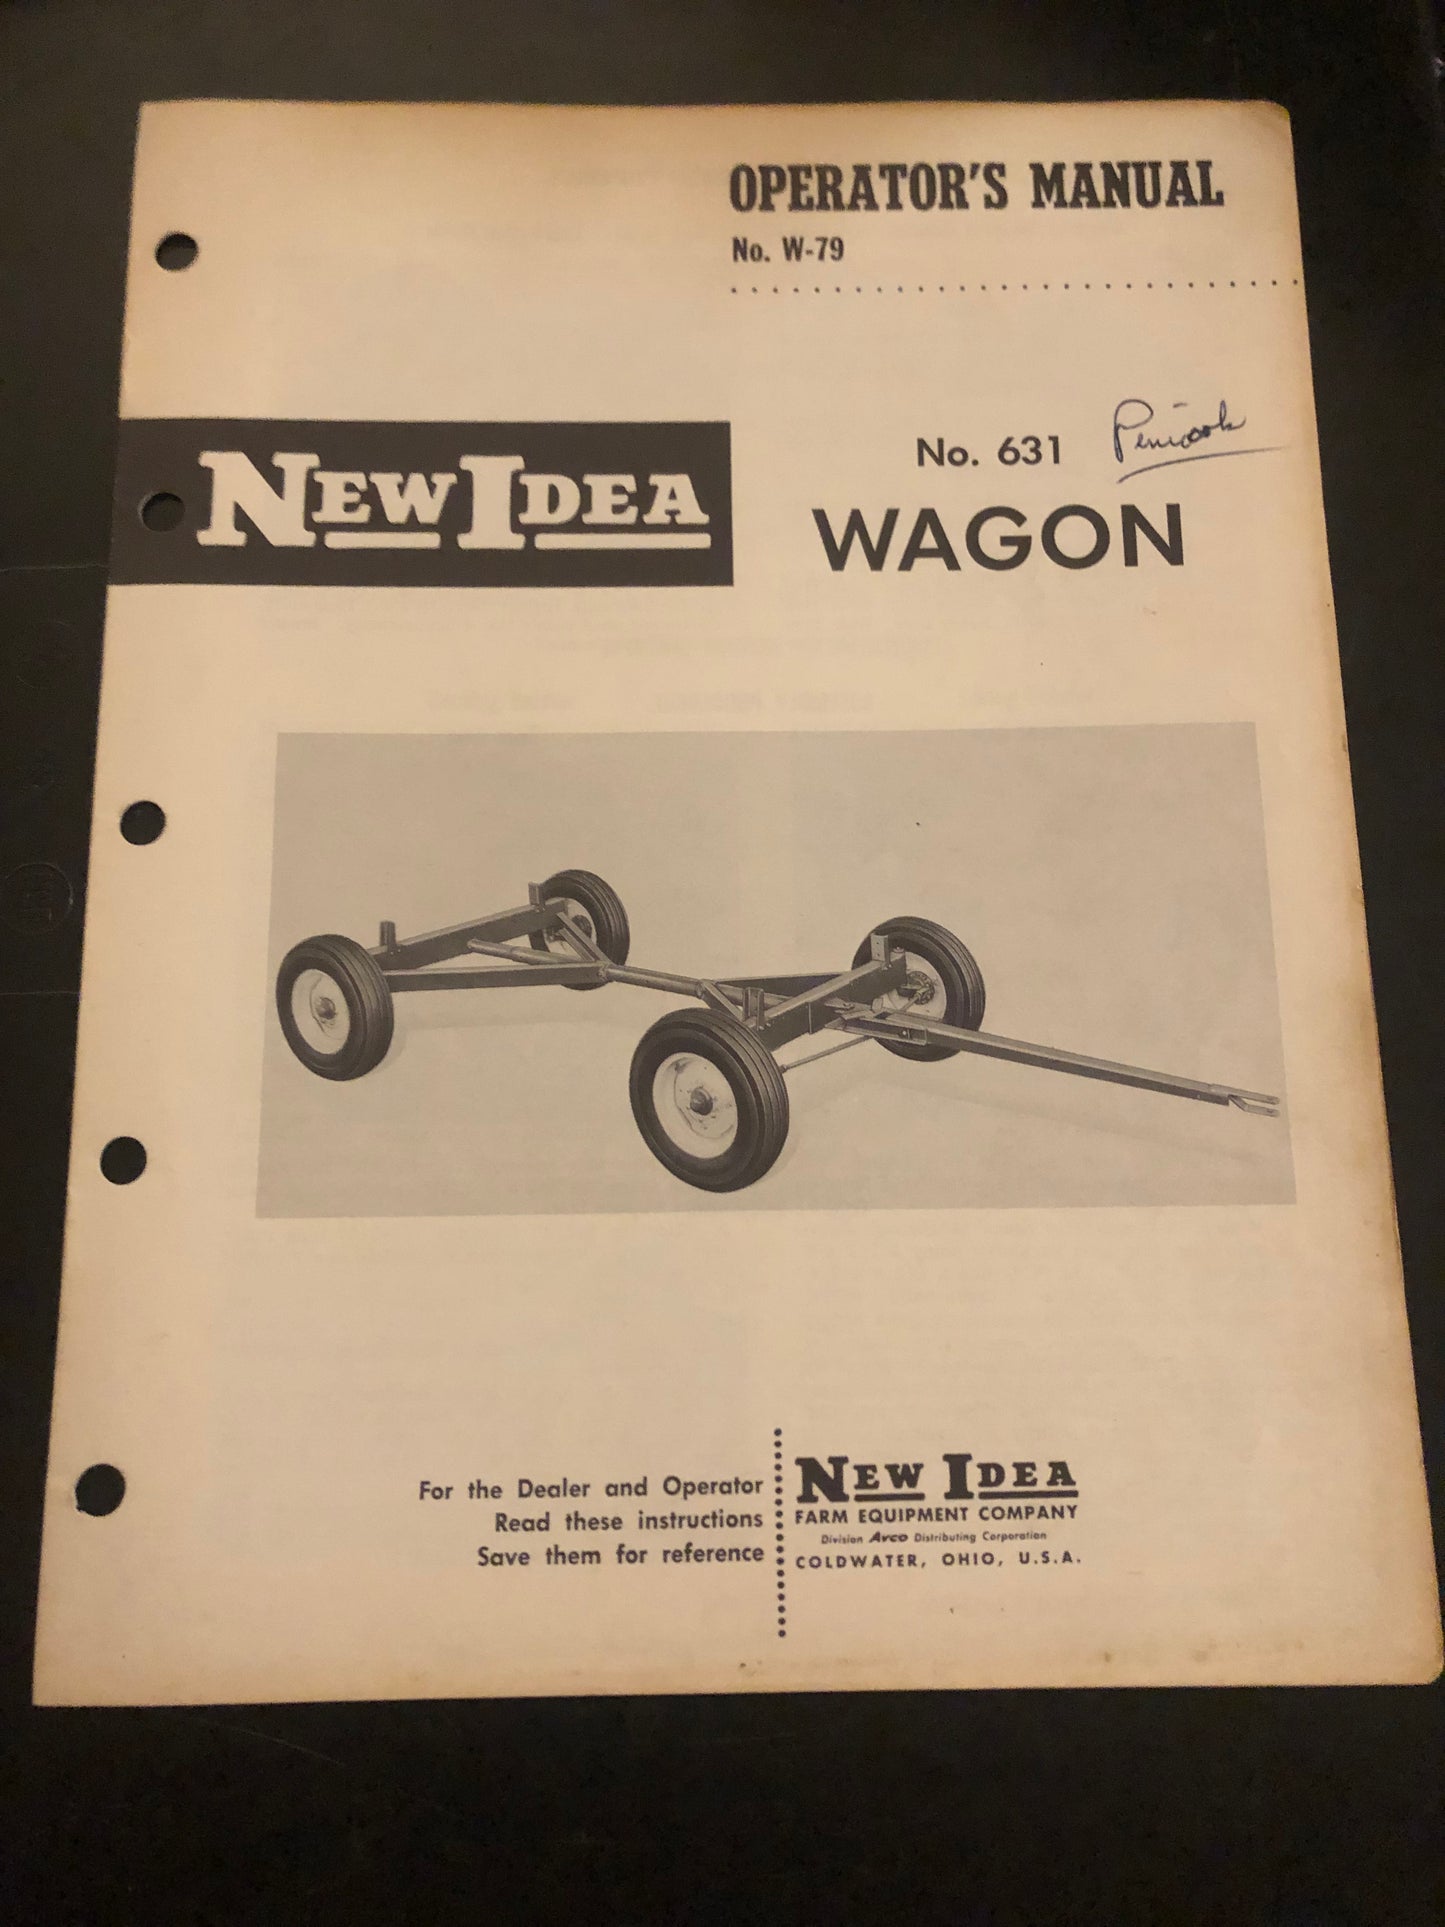 OPERATOR'S MANUAL
No. W-79
NEW IDEA
No. 631
WAGON
For the Dealer and Operator
Read these instructions
Save them for reference
NEW IDEA
FARM EQUIPMENT COMPANY
Division Avco Distributing Corporation
COLDWATER, OHIO, U.S.A.